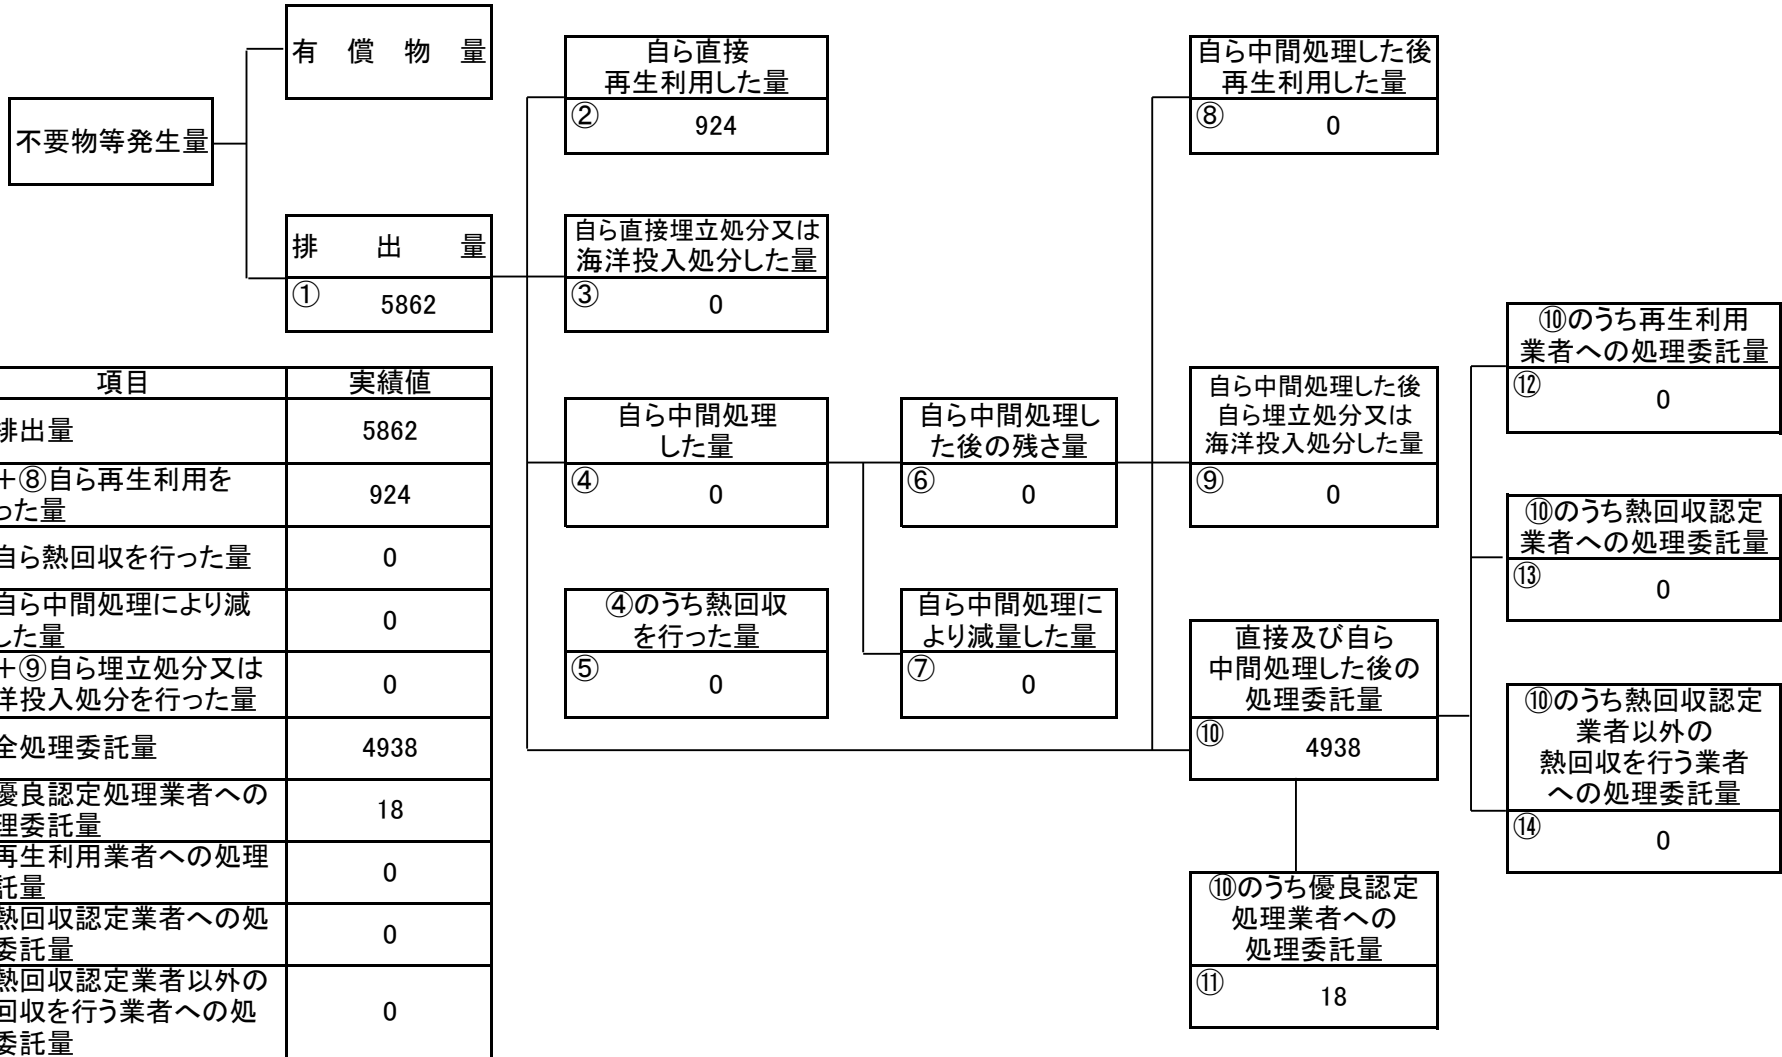 有償物量
不要物等発生量
排出量
①
5862
自ら直接
再生利用した量
②
924
自ら直接埋立処分又は
海洋投入処分した量
③
0
自ら中間処理
した量
④
0
④のうち熱回収
を行った量
⑤
0
自ら中間処理し
た後の残さ量
⑥
0
自ら中間処理に
より減量した量
⑦
0
自ら中間処理した後
再生利用した量
⑧
0
自ら中間処理した後
自ら埋立処分又は
海洋投入処分した量
⑨
0
直接及び自ら
中間処理した後の
処理委託量
⑩
4938
⑩のうち優良認定
処理業者への
処理委託量
⑪
18
⑩のうち再生利用
業者への処理委託量
⑫
0
⑩のうち熱回収認定
業者への処理委託量
⑬
0
⑩のうち熱回収認定
業者以外の
熱回収を行う業者
への処理委託量
⑭
0
項目 実績値
排出量 5862
+⑧自ら再生利用を
った量 924
自ら熱回収を行った量 0
自ら中間処理により減
した量 0
+⑨自ら埋立処分又は
洋投入処分を行った量 0
全処理委託量 4938
優良認定処理業者への
理委託量 18
再生利用業者への処理
託量 0
熱回収認定業者への処
委託量 0
熱回収認定業者以外の
回収を行う業者への処
委託量 0